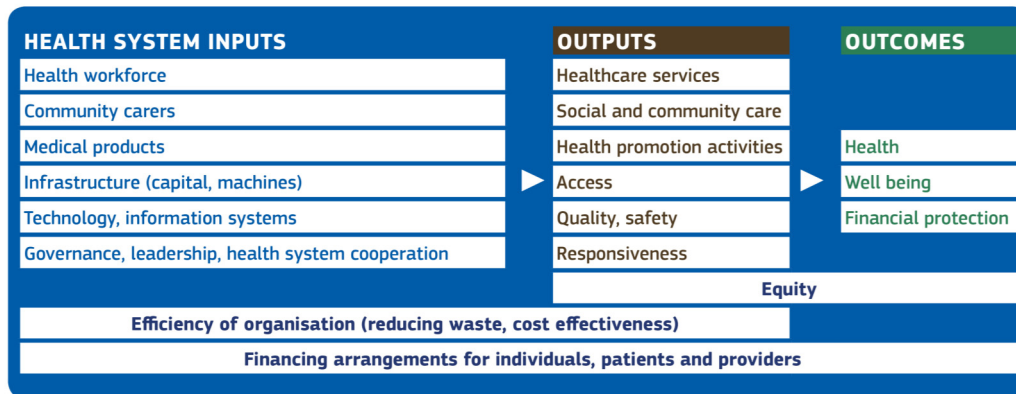 HEALTH SYSTEM INPUTS
Health workforce
Community carers
Medical products
Infrastructure (capital, machines)
Technology, information systems
Governance, leadership, health system cooperation
OUTPUTS
Healthcare services
Social and community care
Health promotion activities
Access
Quality, safety
Responsiveness
OUTCOMES
Health
Well being
Financial protection
Equity
Efficiency of organisation (reducing waste, cost effectiveness)
Financing arrangements for individuals, patients and providers